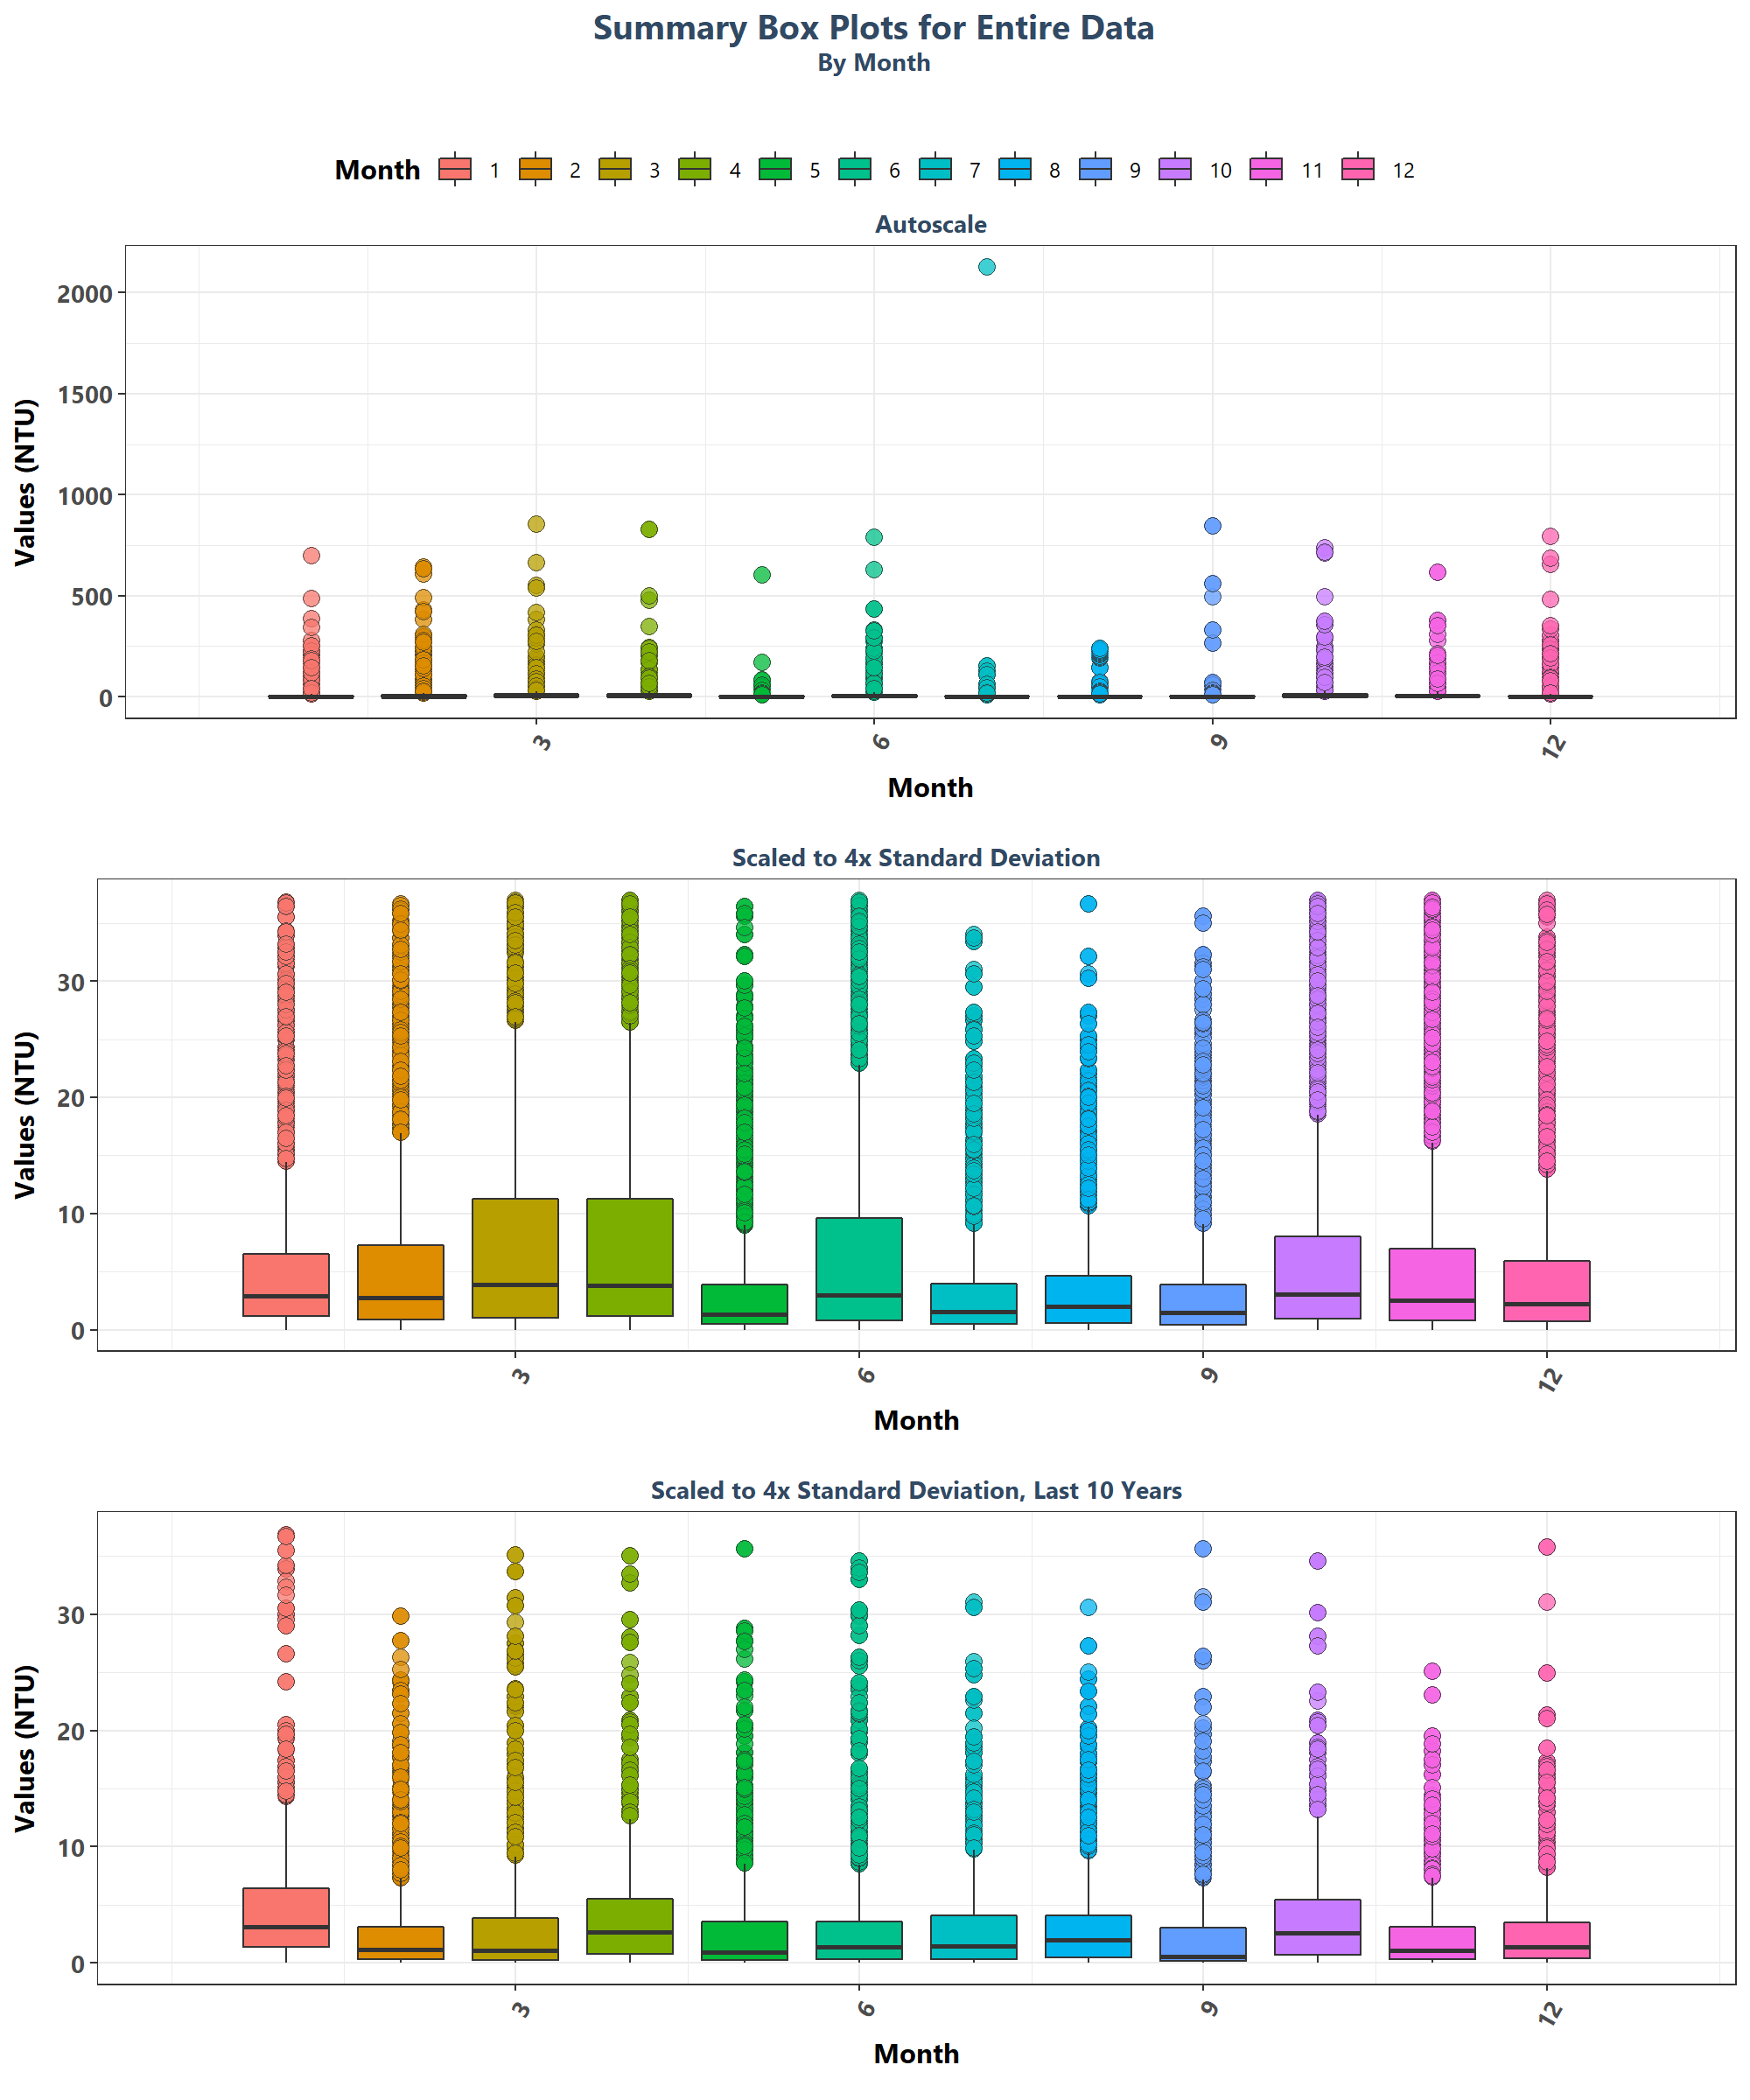 Summary Box Plots for Entire Data
By Month
Month 1 2 3 4 5 6 7 8 9 10 11 12
Autoscale
Values (NTU)
2000
1500
1000
500
0
3 6 9 12
Month
Scaled to 4x Standard Deviation
Values (NTU)
30
20
10
0
3 6 9 12
Month
Scaled to 4x Standard Deviation, Last 10 Years
Values (NTU)
30
20
10
0
3 6 9 12
Month